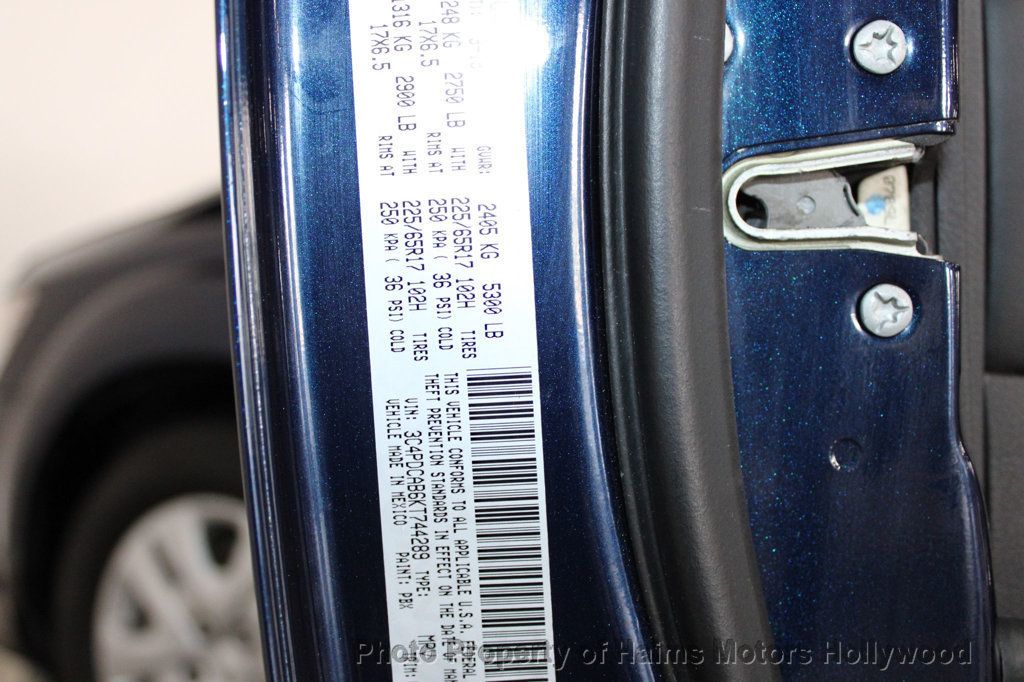 GVWR: 2405 KG 5300 LB
248 KG 2750 LB WITH 225/65R17 102H TIRES
17X6.5 RIMS AT 250 KPA ( 36 PSI) COLD
1316 KG 2900 LB WITH 225/65R17 102H TIRES
17X6.5 RIMS AT 250 KPA ( 36 PSI) COLD
THIS VEHICLE CONFORMS TO ALL APPLICABLE U.S.A. FEDERAL
THEFT PREVENTION STANDARDS IN EFFECT ON THE DATE OF MAN
VIN: 3C4PDCAB6KT744289 TYPE: MP
VEHICLE MADE IN MEXICO PAINT: PBX
Photo Property of Haims Motors Hollywood